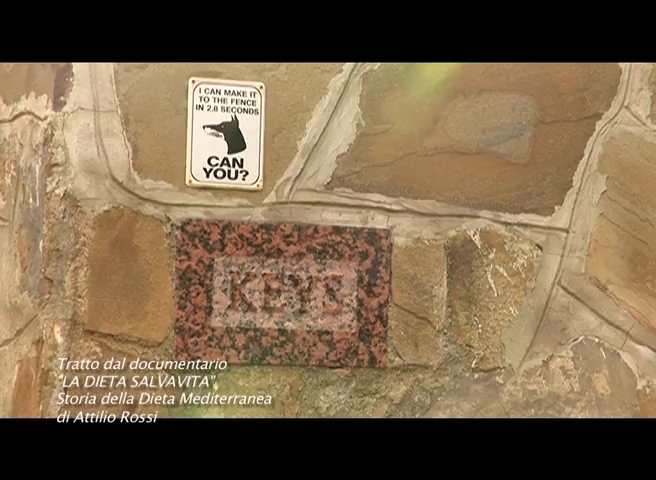 I CAN MAKE IT
TO THE FENCE
IN 2.8 SECONDS
CAN
YOU?
KEYS
Tratto dal documentario
"LA DIETA SALVAVITA",
Storia della Dieta Mediterranea
di Attilio Rossi